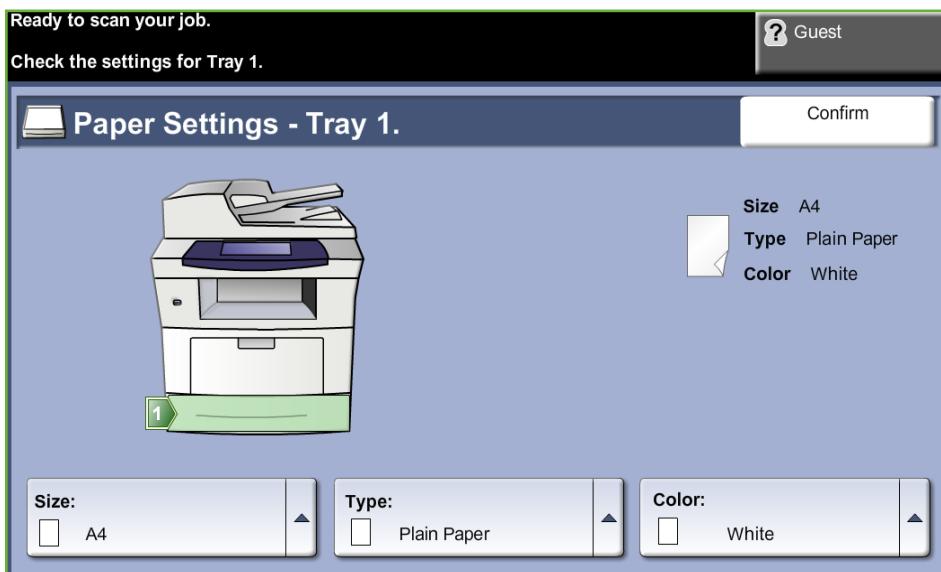 Ready to scan your job.
Check the settings for Tray 1.
? Guest
Paper Settings - Tray 1.
Confirm
Size A4
Type Plain Paper
Color White
1
Size:
A4
Type:
Plain Paper
Color:
White